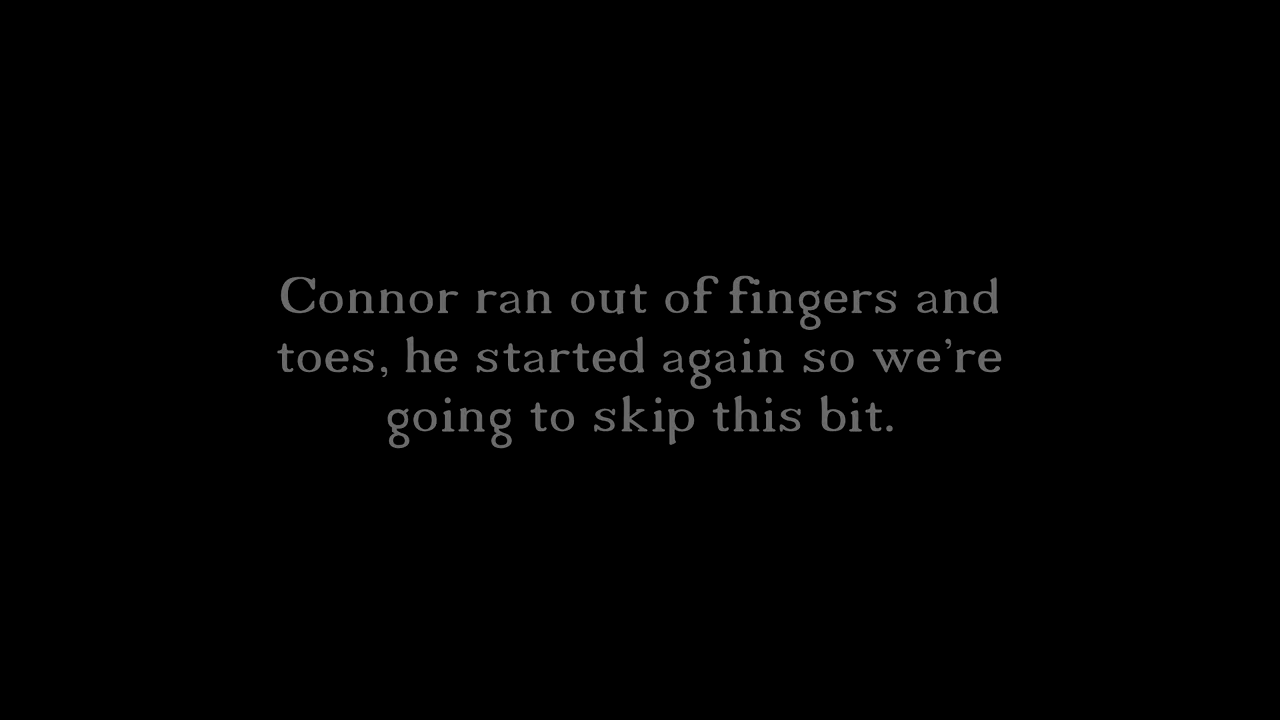 Connor ran out of fingers and
toes, he started again so we’re
going to skip this bit.